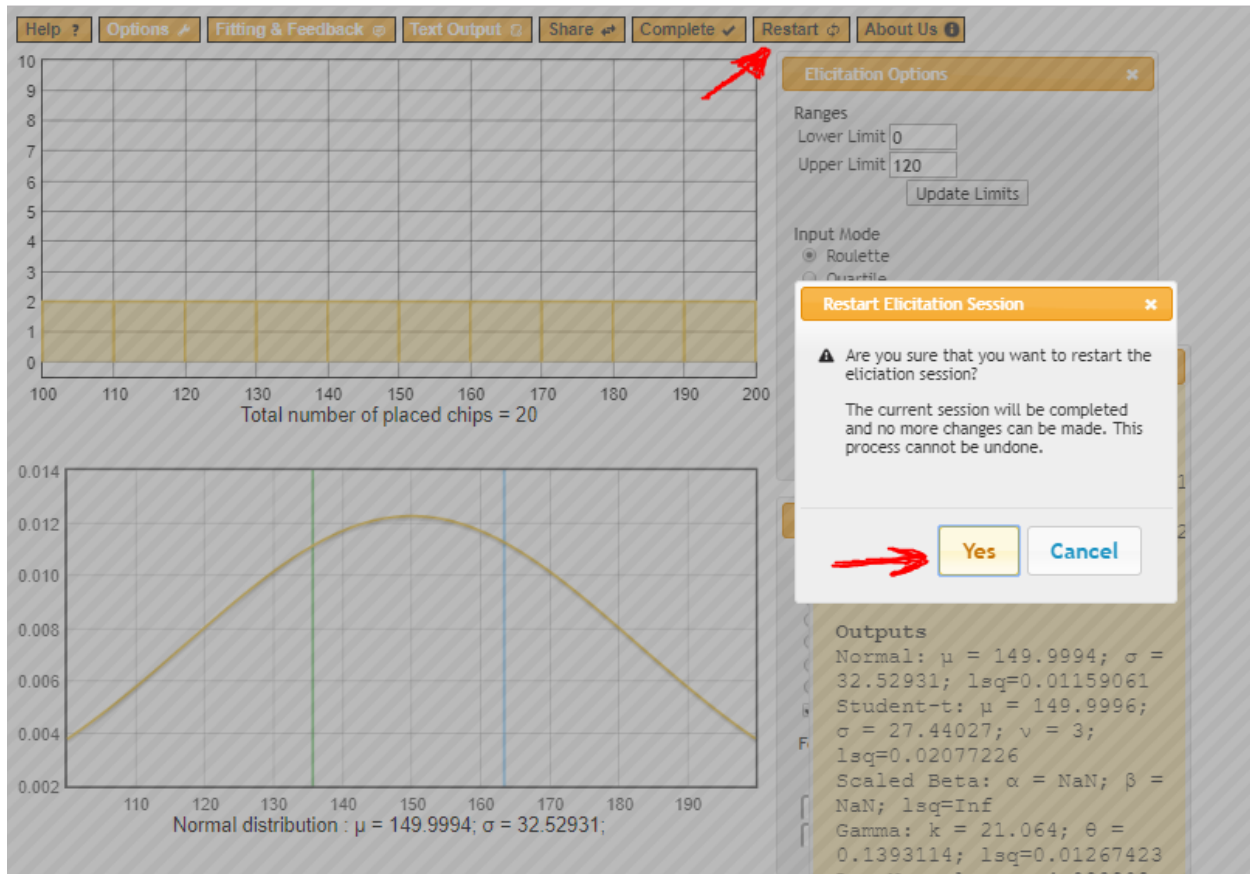 Help ?
Options
Fitting & Feedback
Text Output
Share
Complete
Restart
About Us
10
9
8
7
6
5
4
3
2
1
0
100 110 120 130 140 150 160 170 180 190 200
Total number of placed chips = 20
0.014
0.012
0.010
0.008
0.006
0.004
0.002
110 120 130 140 150 160 170 180 190
Normal distribution : μ = 149.9994; σ = 32.52931;
Elicitation Options
Ranges
Lower Limit 0
Upper Limit 120
Update Limits
Input Mode
Roulette
Quartile
Restart Elicitation Session
Are you sure that you want to restart the
eliciation session?
The current session will be completed
and no more changes can be made. This
process cannot be undone.
Yes
Cancel
1
2
Outputs
Normal: μ = 149.9994; σ =
32.52931; lsq=0.01159061
Student-t: μ = 149.9996;
σ = 27.44027; ν = 3;
lsq=0.02077226
Scaled Beta: α = NaN; β =
NaN; lsq=Inf
Gamma: k = 21.064; θ =
0.1393114; lsq=0.01267423